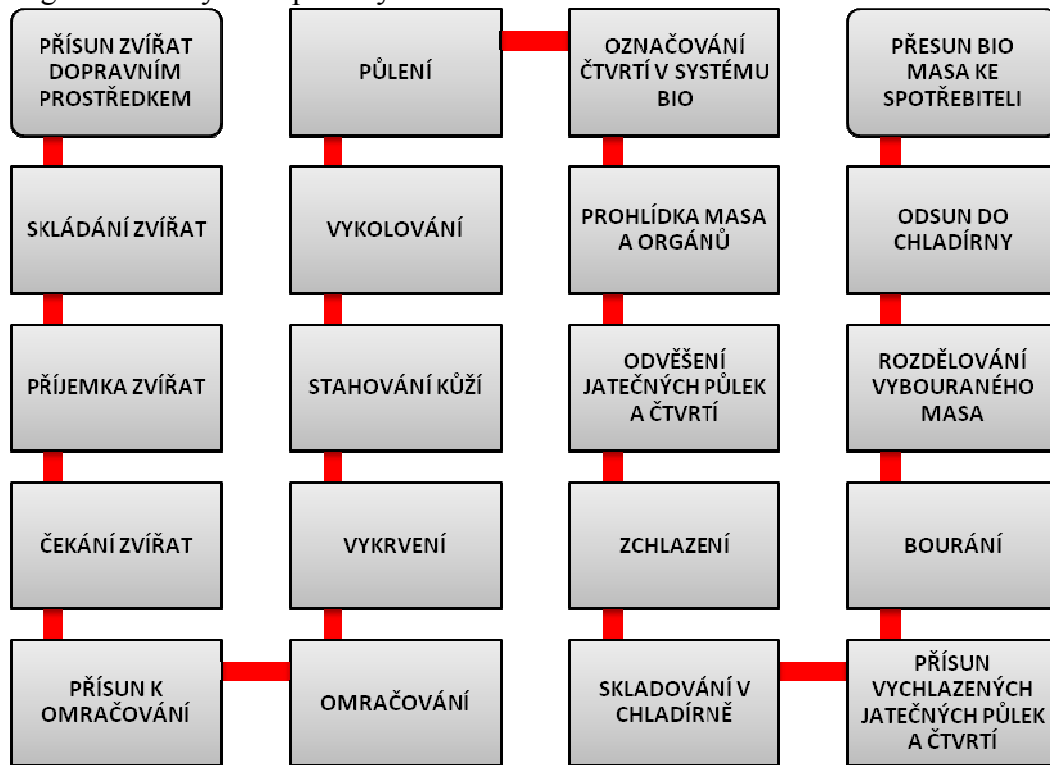 PŘÍSUN ZVÍŘAT
DOPRAVNÍM
PROSTŘEDKEM
SKLÁDÁNÍ ZVÍŘAT
PŘÍJEMKA ZVÍŘAT
ČEKÁNÍ ZVÍŘAT
PŘÍSUN K
OMRAČOVÁNÍ
OMRAČOVÁNÍ
VYKRVENÍ
STAHOVÁNÍ KŮŽÍ
VYKOLOVÁNÍ
PŮLENÍ
OZNAČOVÁNÍ
ČTVRTÍ V SYSTÉMU
BIO
PROHLÍDKA MASA
A ORGÁNŮ
ODVĚŠENÍ
JATEČNÝCH PŮLEK
A ČTVRTÍ
ZCHLAZENÍ
SKLADOVÁNÍ V
CHLADÍRNĚ
PŘÍSUN
VYCHLAZENÝCH
JATEČNÝCH PŮLEK
A ČTVRTÍ
BOURÁNÍ
ROZDĚLOVÁNÍ
VYBOURANÉHO
MASA
ODSUN DO
CHLADÍRNY
PŘESUN BIO
MASA KE
SPOTŘEBITELI